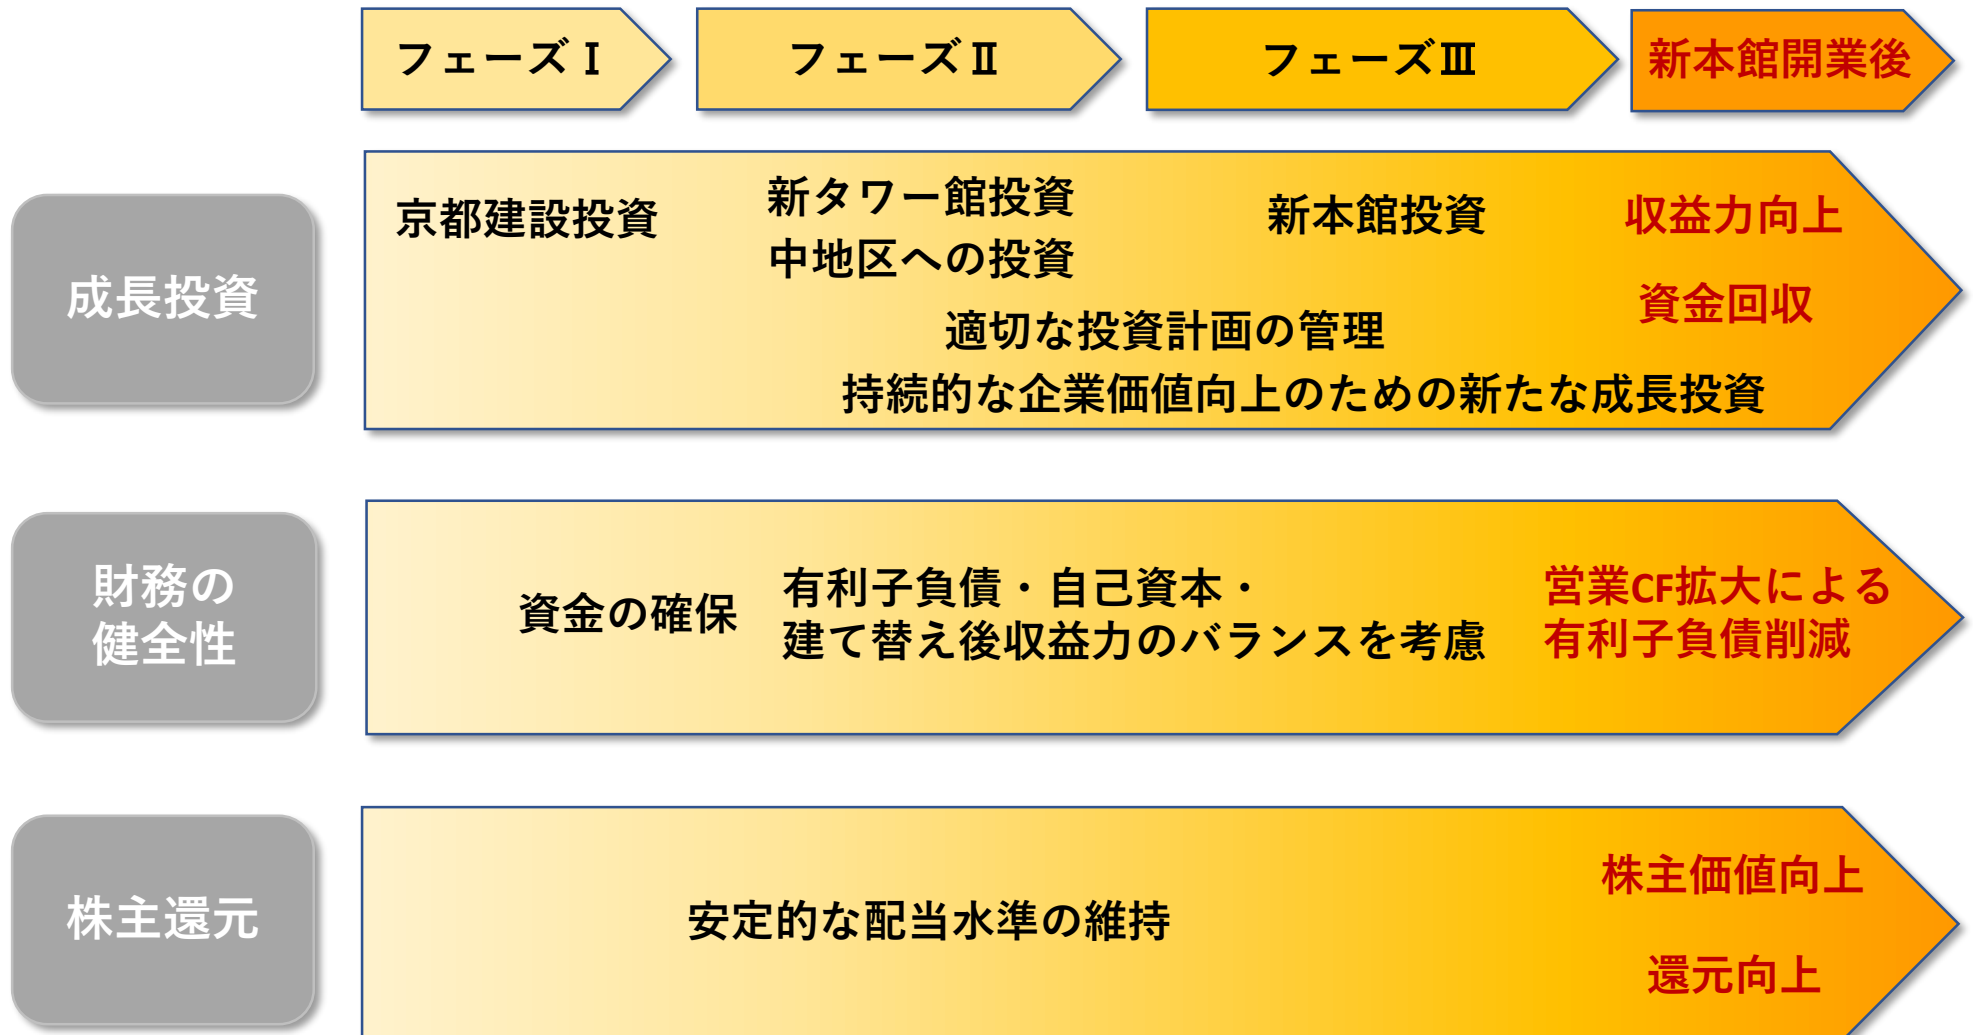 フェーズⅠ
フェーズⅡ
フェーズⅢ
新本館開業後
成長投資
京都建設投資
新タワー館投資
中地区への投資
新本館投資
収益力向上
資金回収
適切な投資計画の管理
持続的な企業価値向上のための新たな成長投資
財務の
健全性
資金の確保
有利子負債・自己資本・
建て替え後収益力のバランスを考慮
営業CF拡大による
有利子負債削減
株主還元
安定的な配当水準の維持
株主価値向上
還元向上